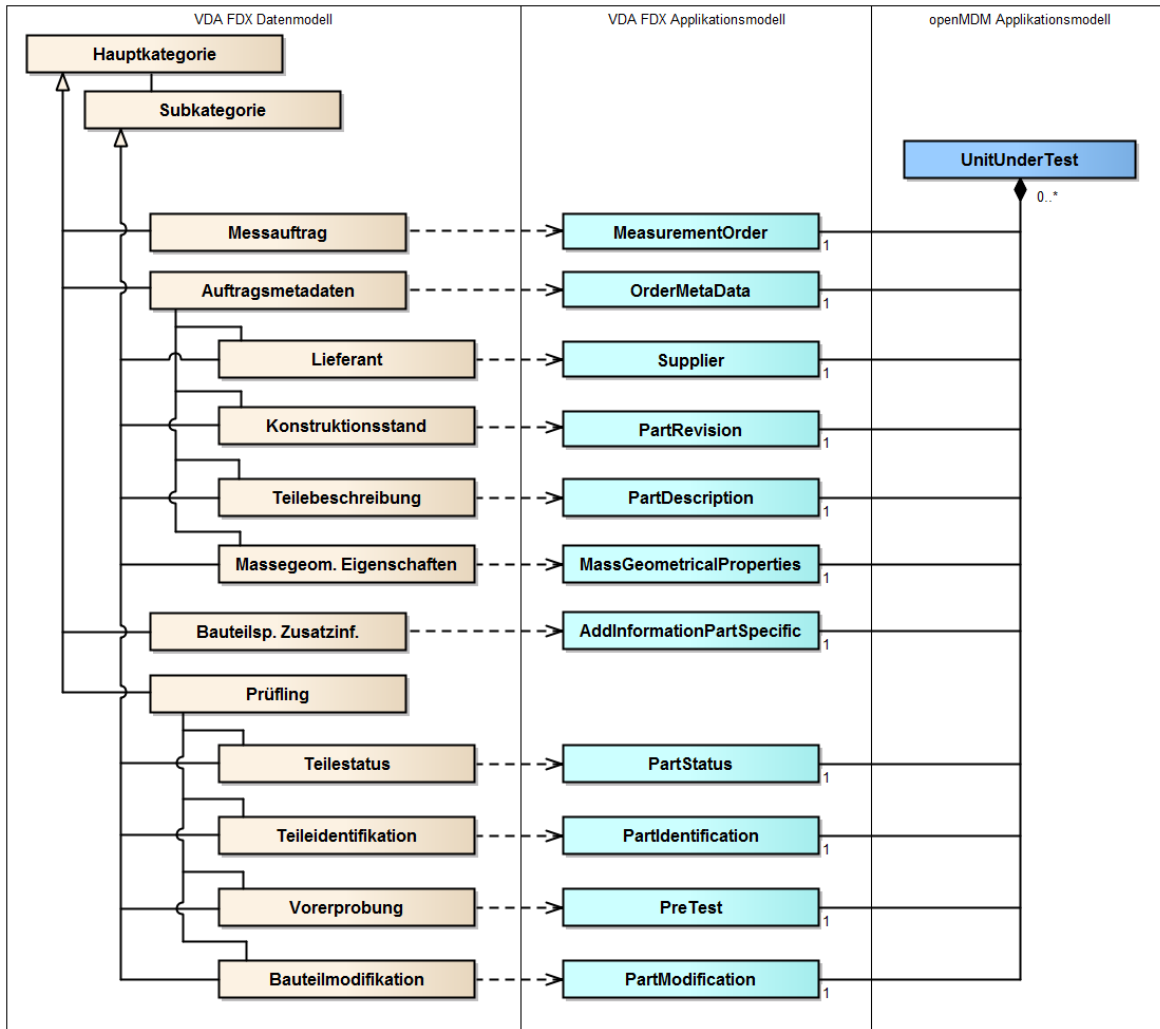 VDA FDX Datenmodell
VDA FDX Applikationsmodell
openMDM Applikationsmodell
Hauptkategorie
Subkategorie
UnitUnderTest
0..*
Messauftrag
MeasurementOrder
1
Auftragsmetadaten
OrderMetaData
1
Lieferant
Supplier
1
Konstruktionsstand
PartRevision
1
Teilebeschreibung
PartDescription
1
Massegeom. Eigenschaften
MassGeometricalProperties
1
Bauteilsp. Zusatzinf.
AddInformationPartSpecific
1
Prüfling
Teilestatus
PartStatus
1
Teileidentifikation
PartIdentification
1
Vorerprobung
PreTest
1
Bauteilmodifikation
PartModification
1